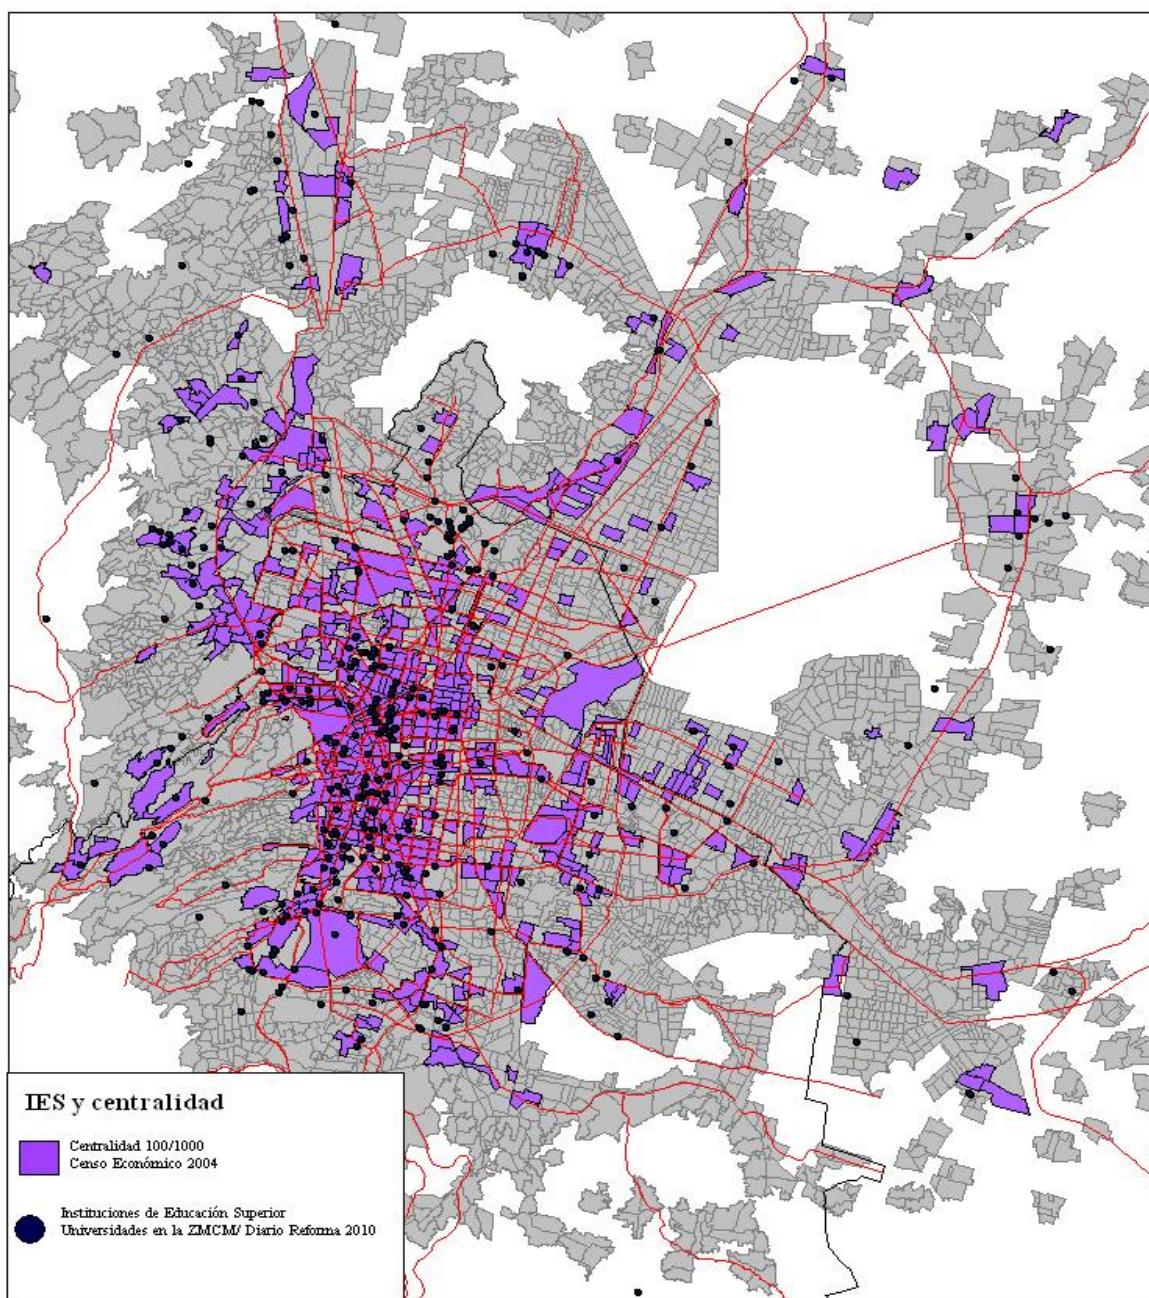 IES y centralidad
Centralidad 100/1000
Censo Económico 2004
Instituciones de Educación Superior
Universidades en la ZMCM/ Diario Reforma 2010